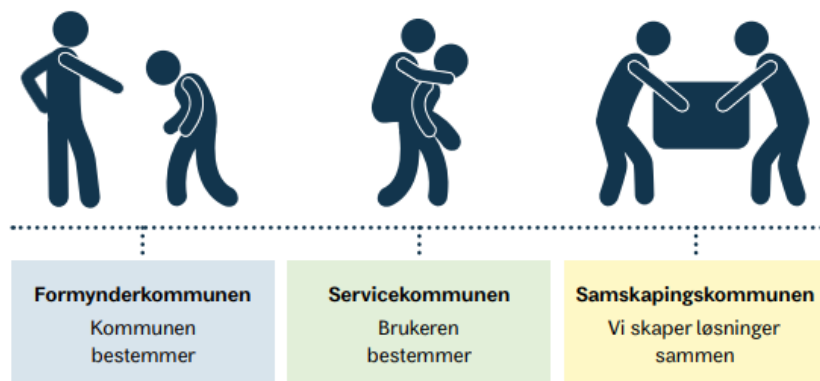 Formynderkommunen
Kommunen
bestemmer
Servicekommunen
Brukeren
bestemmer
Samskapingskommunen
Vi skaper løsninger
sammen